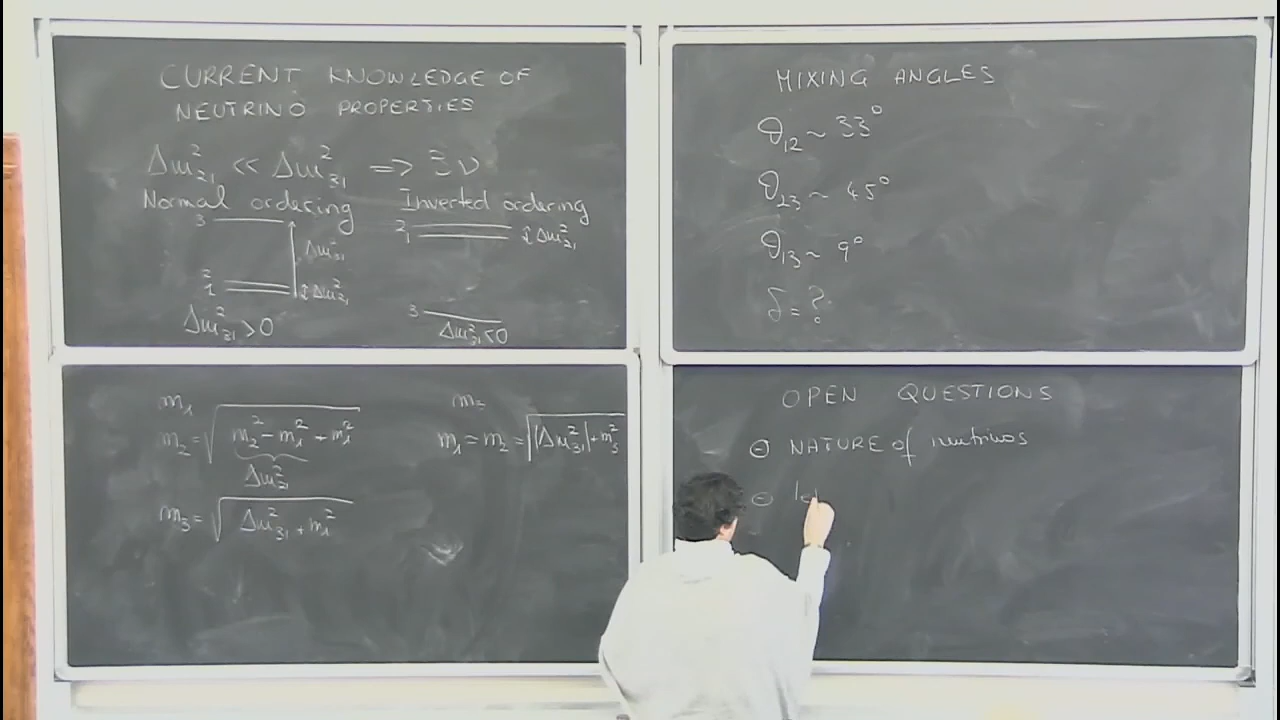 CURRENT KNOWLEDGE OF
NEUTRINO PROPERTIES
Δm²₂₁ << Δm²₃₁ => 3 ν
Normal ordering
3
Δm²₃₁
2
1
Δm²₂₁
Δm²₃₁ > 0
Inverted ordering
2
1
Δm²₂₁
3
Δm²₃₁ < 0
m₁
m₂ = √(m₂² - m₁² + m₁²)
Δm²₂₁
m₃ = √(Δm²₃₁ + m₁²)
m₁ ≃ m₂ = √(|Δm²₃₁| + m₃²)
MIXING ANGLES
θ₁₂ ~ 33°
θ₂₃ ~ 45°
θ₁₃ ~ 9°
δ = ?
OPEN QUESTIONS
⊖ NATURE of neutrinos
⊖